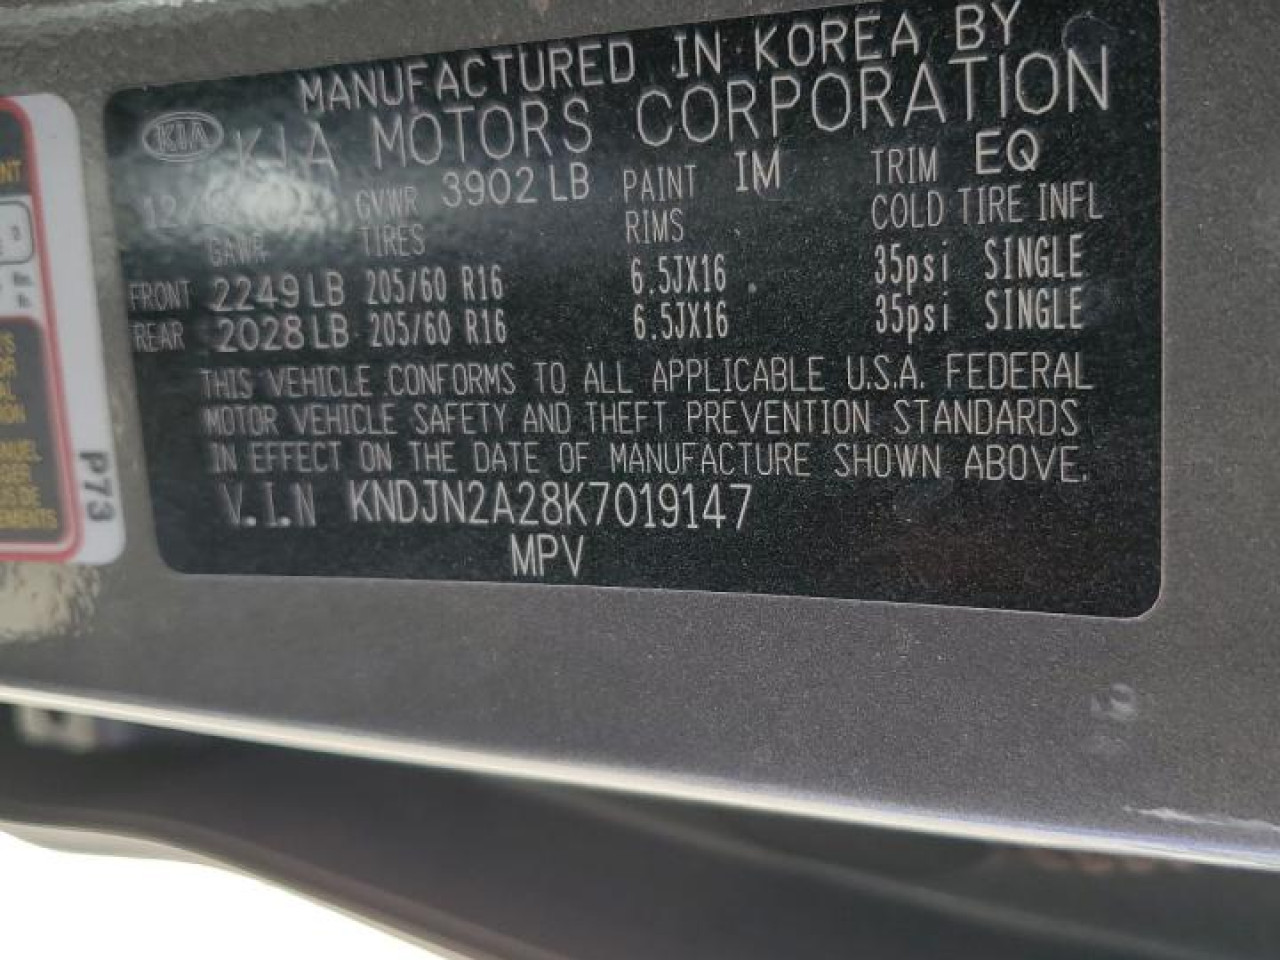 MANUFACTURED IN KOREA BY
KIA KIA MOTORS CORPORATION
GVWR 3902 LB PAINT IM TRIM EQ
GAWR TIRES RIMS COLD TIRE INFL
FRONT 2249 LB 205/60 R16 6.5JX16 35psi SINGLE
REAR 2028 LB 205/60 R16 6.5JX16 35psi SINGLE
THIS VEHICLE CONFORMS TO ALL APPLICABLE U.S.A. FEDERAL
MOTOR VEHICLE SAFETY AND THEFT PREVENTION STANDARDS
IN EFFECT ON THE DATE OF MANUFACTURE SHOWN ABOVE.
V.I.N KNDJN2A28K7019147
MPV
P73